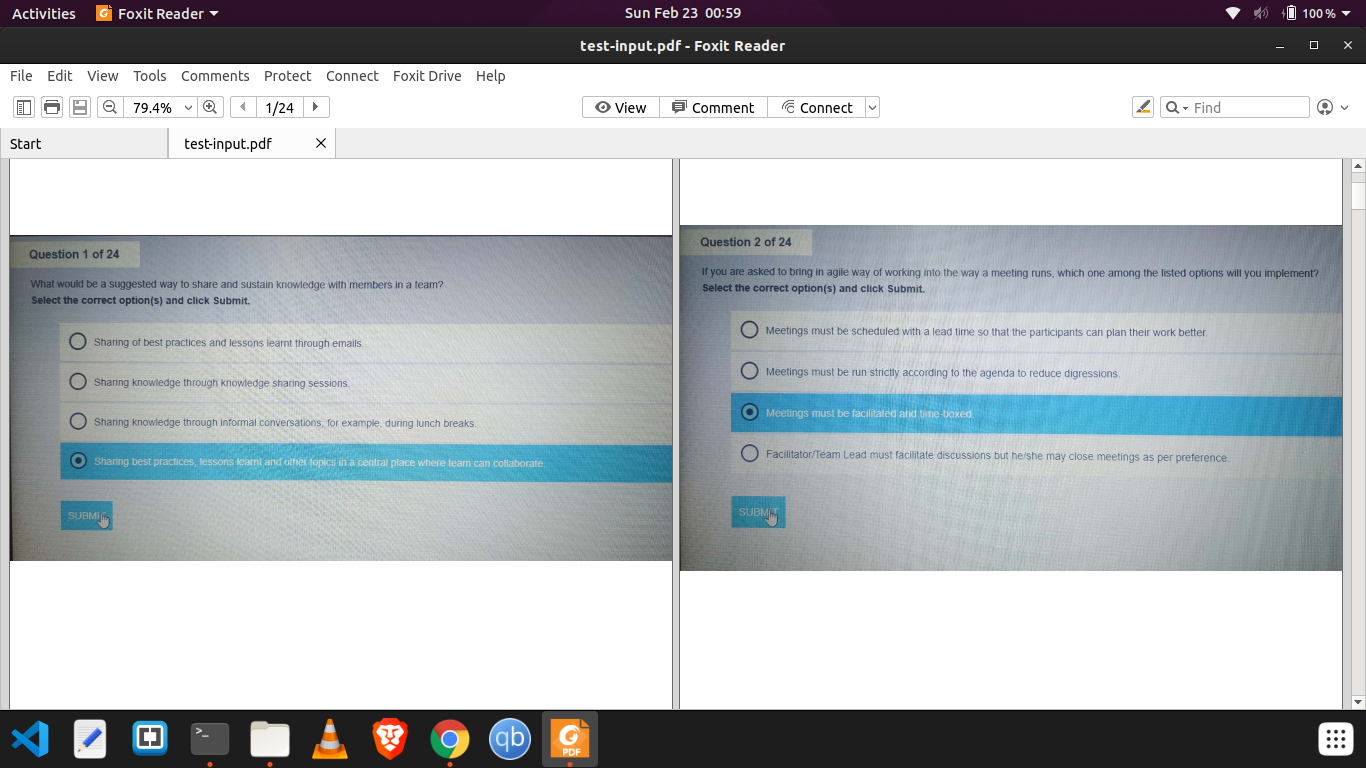 Activities
Foxit Reader
Sun Feb 23 00:59
100 %
test-input.pdf - Foxit Reader
File Edit View Tools Comments Protect Connect Foxit Drive Help
79.4%
1/24
View
Comment
Connect
Find
Start
test-input.pdf
Question 1 of 24
What would be a suggested way to share and sustain knowledge with members in a team?
Select the correct option(s) and click Submit.
Sharing of best practices and lessons learnt through emails.
Sharing knowledge through knowledge sharing sessions.
Sharing knowledge through informal conversations, for example, during lunch breaks.
Sharing best practices, lessons learnt and other topics in a central place where team can collaborate.
SUBMIT
Question 2 of 24
If you are asked to bring in agile way of working into the way a meeting runs, which one among the listed options will you implement?
Select the correct option(s) and click Submit.
Meetings must be scheduled with a lead time so that the participants can plan their work better.
Meetings must be run strictly according to the agenda to reduce digressions.
Meetings must be facilitated and time-boxed.
Facilitator/Team Lead must facilitate discussions but he/she may close meetings as per preference.
SUBMIT
>_
qb
PDF